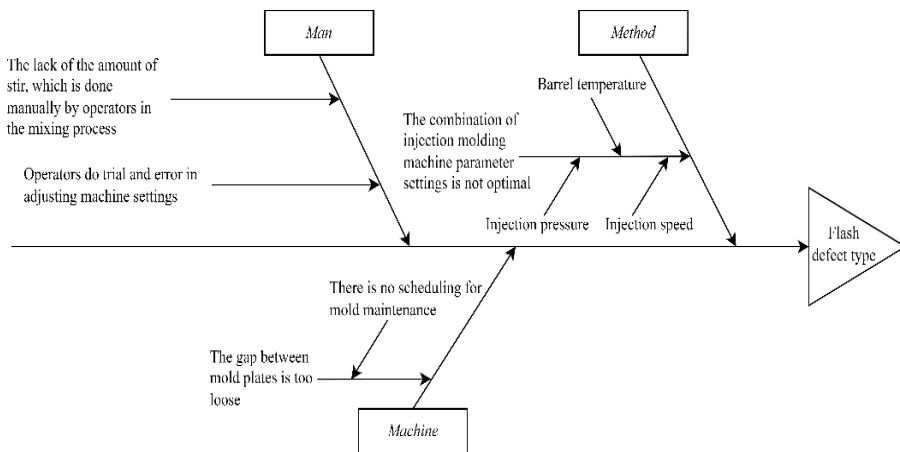 Man
Method
The lack of the amount of
stir, which is done
manually by operators in
the mixing process
Operators do trial and error in
adjusting machine settings
Barrel temperature
The combination of
injection molding
machine parameter
settings is not optimal
Injection pressure
Injection speed
Flash
defect type
There is no scheduling for
mold maintenance
The gap between
mold plates is too
loose
Machine